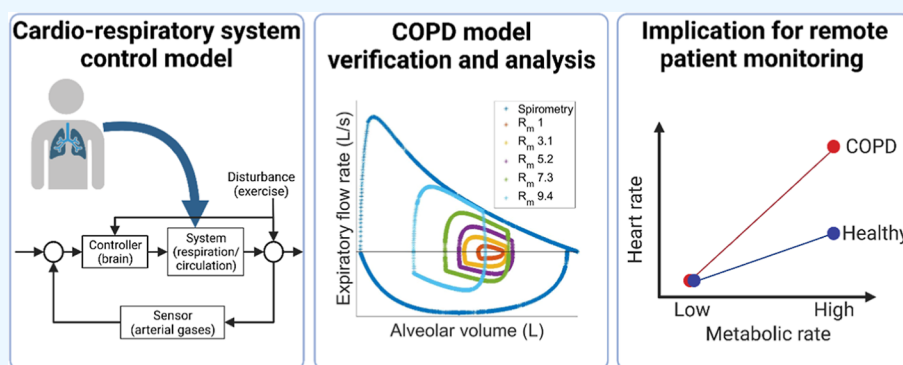 Cardio-respiratory system
control model
Disturbance
(exercise)
Controller
(brain)
System
(respiration/
circulation)
Sensor
(arterial gases)
COPD model
verification and analysis
Spirometry
Rm 1
Rm 3.1
Rm 5.2
Rm 7.3
Rm 9.4
Expiratory flow rate (L/s)
Alveolar volume (L)
Implication for remote
patient monitoring
COPD
Healthy
Heart rate
Low
High
Metabolic rate